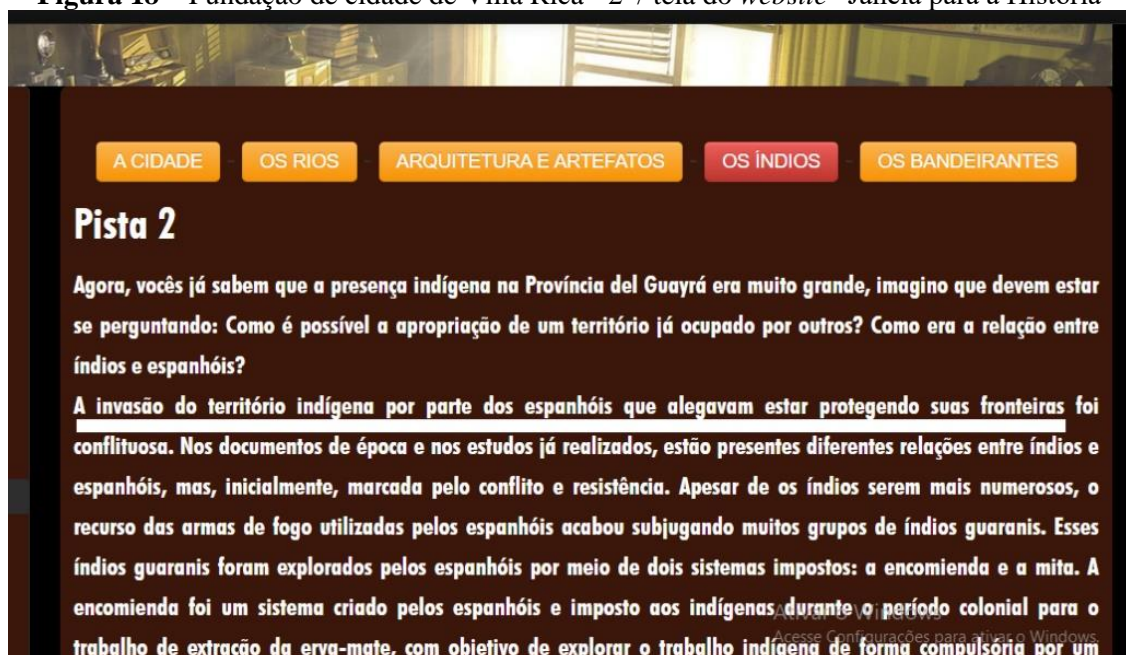 Figura 18 - Fundação de cidade de Villa Rica - 2ª tela do website "Janela para a História"
A CIDADE - OS RIOS - ARQUITETURA E ARTEFATOS - OS ÍNDIOS - OS BANDEIRANTES
Pista 2
Agora, vocês já sabem que a presença indígena na Província del Guayrá era muito grande, imagino que devem estar
se perguntando: Como é possível a apropriação de um território já ocupado por outros? Como era a relação entre
índios e espanhóis?
A invasão do território indígena por parte dos espanhóis que alegavam estar protegendo suas fronteiras foi
conflituosa. Nos documentos de época e nos estudos já realizados, estão presentes diferentes relações entre índios e
espanhóis, mas, inicialmente, marcada pelo conflito e resistência. Apesar de os índios serem mais numerosos, o
recurso das armas de fogo utilizadas pelos espanhóis acabou subjugando muitos grupos de índios guaranis. Esses
índios guaranis foram explorados pelos espanhóis por meio de dois sistemas impostos: a encomienda e a mita. A
encomienda foi um sistema criado pelos espanhóis e imposto aos indígenas durante o período colonial para o
Ativar o Windows
trabalho de extração da erva-mate, com objetivo de explorar o trabalho indígena de forma compulsória por um
Acesse Configurações para ativar o Windows.